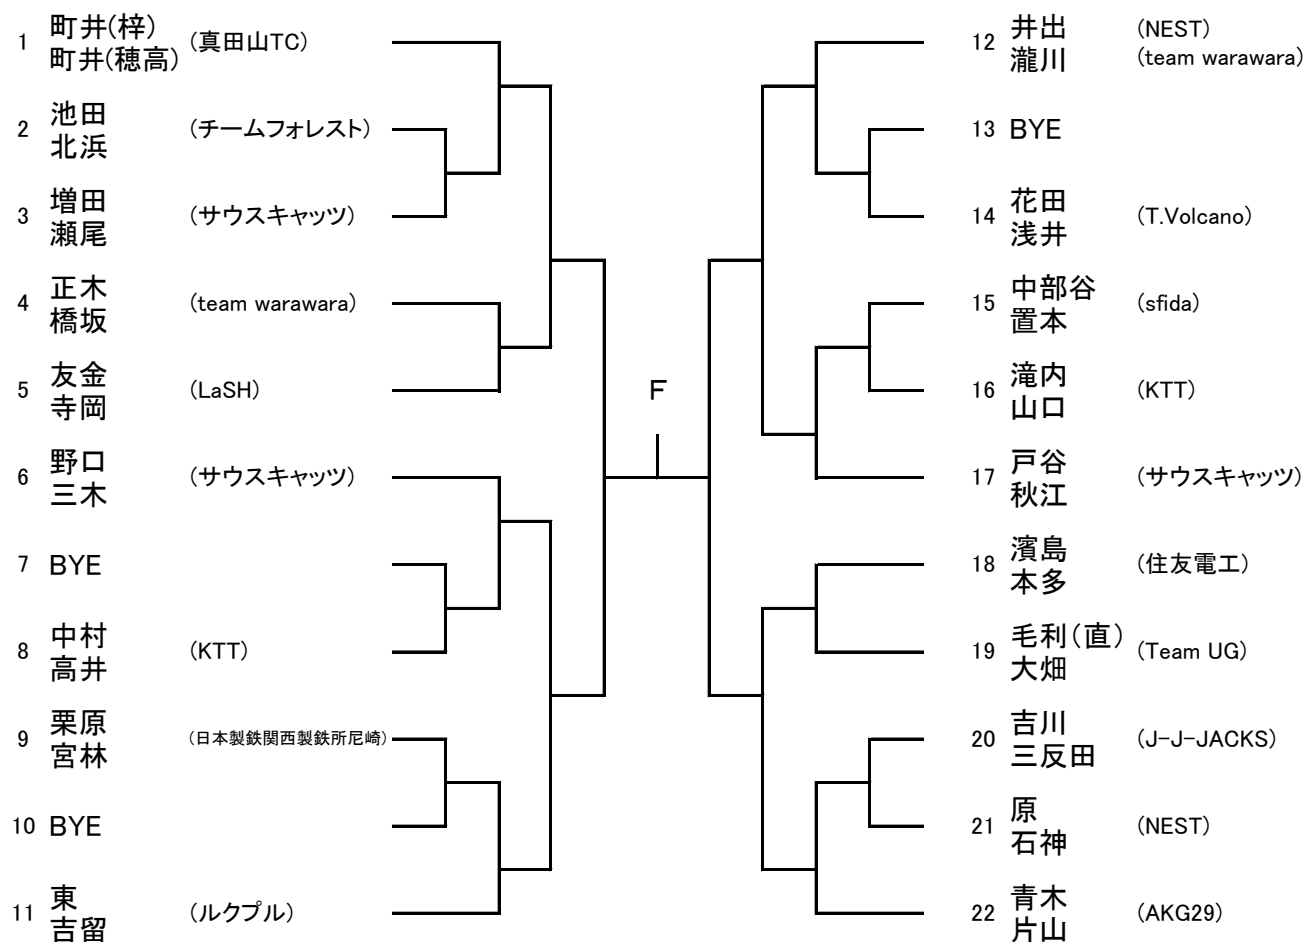 1 町井(梓) (真田山TC)
町井(穂高)
2 池田 (チームフォレスト)
北浜
3 増田 (サウスキャッツ)
瀬尾
4 正木 (team warawara)
橋坂
5 友金 (LaSH)
寺岡
6 野口 (サウスキャッツ)
三木
7 BYE
8 中村 (KTT)
高井
9 栗原 (日本製鉄関西製鉄所尼崎)
宮林
10 BYE
11 東 (ルクプル)
吉留
F
12 井出 (NEST)
瀧川 (team warawara)
13 BYE
14 花田 (T.Volcano)
浅井
15 中部谷 (sfida)
置本
16 滝内 (KTT)
山口
17 戸谷 (サウスキャッツ)
秋江
18 濱島 (住友電工)
本多
19 毛利(直) (Team UG)
大畑
20 吉川 (J-J-JACKS)
三反田
21 原 (NEST)
石神
22 青木 (AKG29)
片山